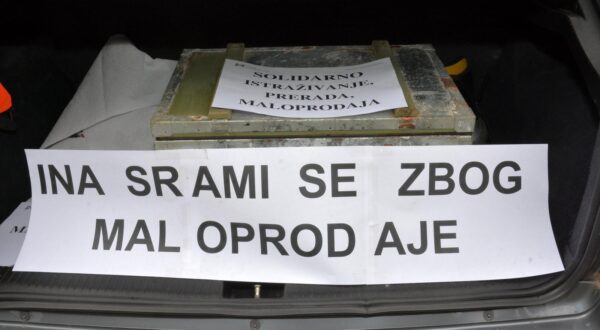 SOLIDARNO
ISTRAŽIVANJE,
PRERADA,
MALOPRODAJA
INA SRAMI SE ZBOG
MALOPRODAJE